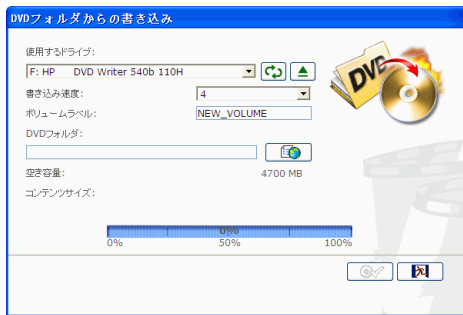 DVDフォルダからの書き込み
使用するドライブ:
F: HP DVD Writer 540b 110H
書き込み速度: 4
ボリュームラベル: NEW_VOLUME
DVDフォルダ:
空き容量: 4700 MB
コンテンツサイズ:
0%
0% 50% 100%
DVD